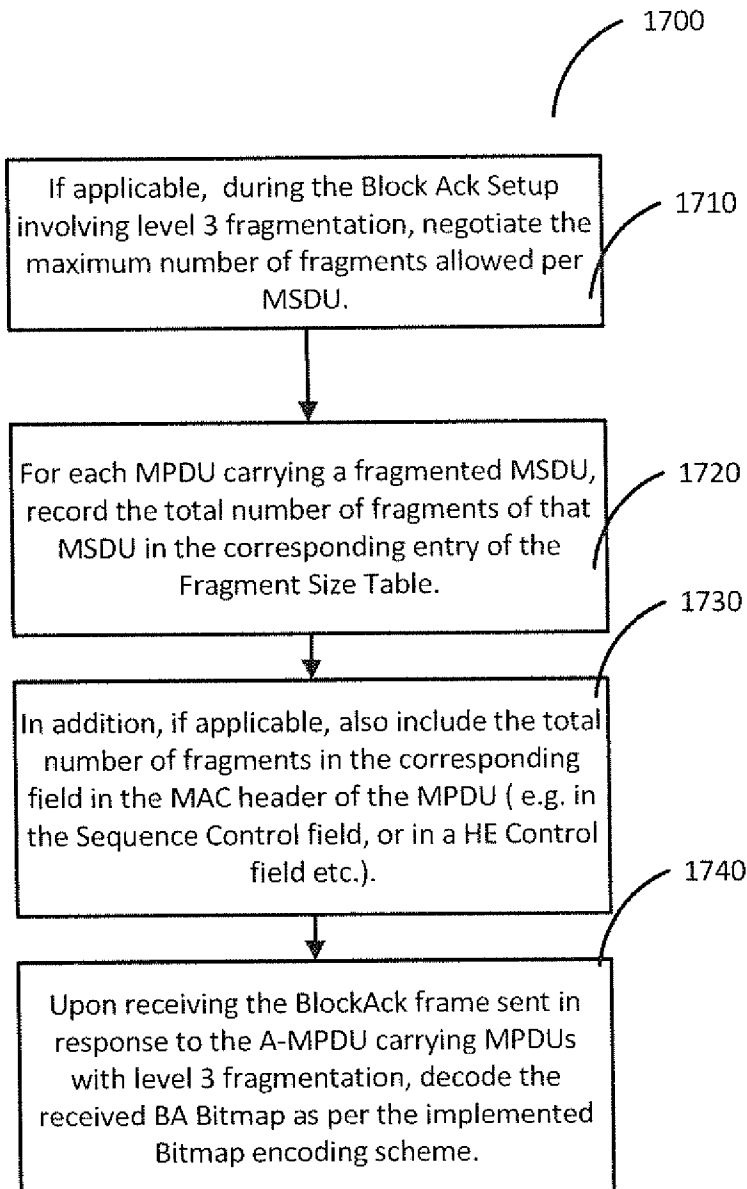 1700
If applicable, during the Block Ack Setup
involving level 3 fragmentation, negotiate the
maximum number of fragments allowed per
MSDU.
1710
For each MPDU carrying a fragmented MSDU,
record the total number of fragments of that
MSDU in the corresponding entry of the
Fragment Size Table.
1720
In addition, if applicable, also include the total
number of fragments in the corresponding
field in the MAC header of the MPDU ( e.g. in
the Sequence Control field, or in a HE Control
field etc.).
1730
Upon receiving the BlockAck frame sent in
response to the A-MPDU carrying MPDUs
with level 3 fragmentation, decode the
received BA Bitmap as per the implemented
Bitmap encoding scheme.
1740